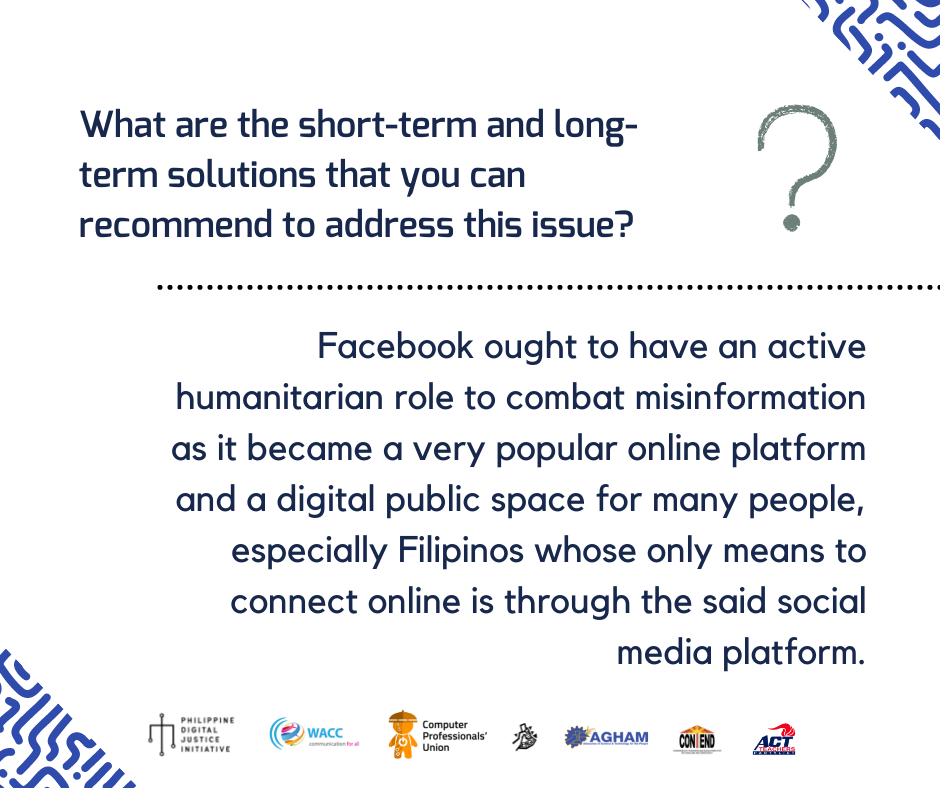 What are the short-term and long-
term solutions that you can
recommend to address this issue?
Facebook ought to have an active
humanitarian role to combat misinformation
as it became a very popular online platform
and a digital public space for many people,
especially Filipinos whose only means to
connect online is through the said social
media platform.
PHILIPPINE
DIGITAL
JUSTICE
INITIATIVE
WACC
communication for all
Computer
Professionals'
Union
AGHAM
CONTEND
ACT
TEACHERS